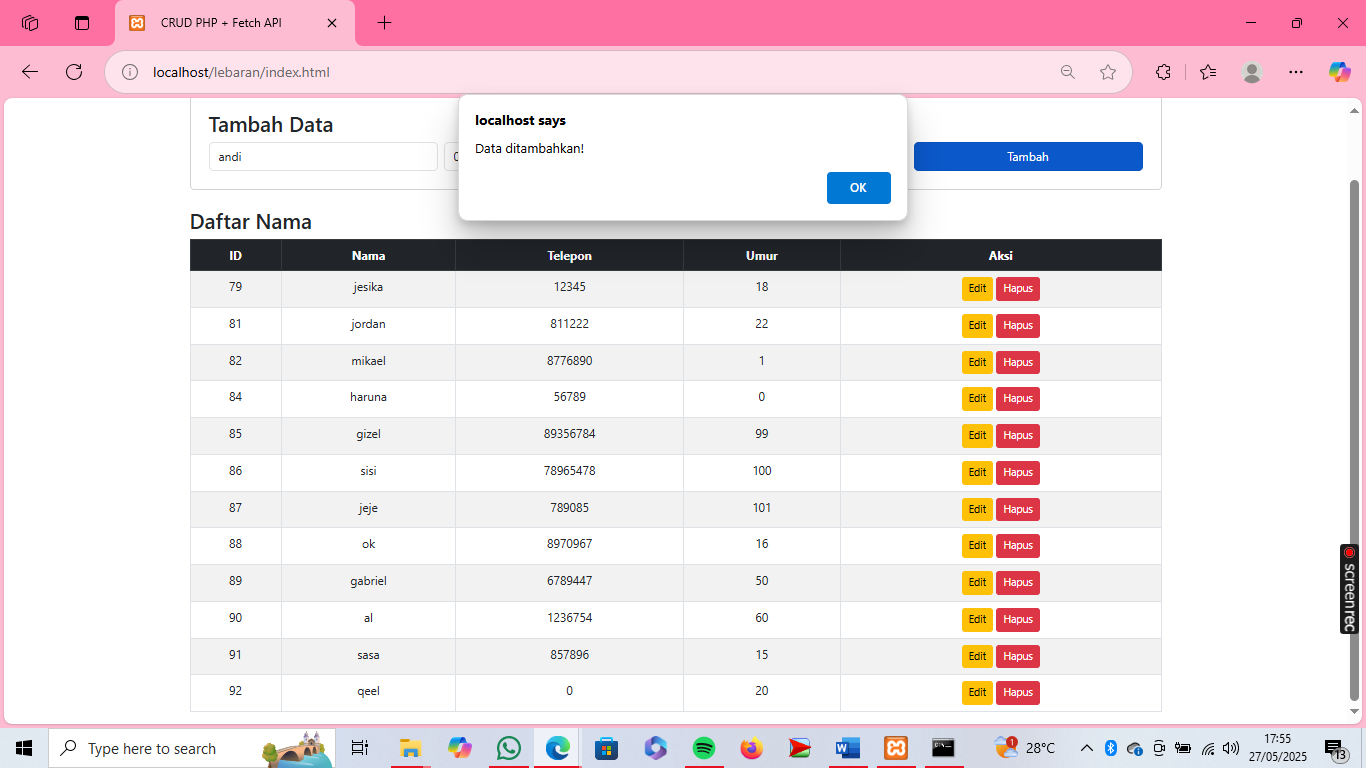 CRUD PHP + Fetch API
localhost/lebaran/index.html
localhost says
Data ditambahkan!
OK
Tambah Data
andi
Tambah
Daftar Nama
ID Nama Telepon Umur Aksi
79 jesika 12345 18 Edit Hapus
81 jordan 811222 22 Edit Hapus
82 mikael 8776890 1 Edit Hapus
84 haruna 56789 0 Edit Hapus
85 gizel 89356784 99 Edit Hapus
86 sisi 78965478 100 Edit Hapus
87 jeje 789085 101 Edit Hapus
88 ok 8970967 16 Edit Hapus
89 gabriel 6789447 50 Edit Hapus
90 al 1236754 60 Edit Hapus
91 sasa 857896 15 Edit Hapus
92 qeel 0 20 Edit Hapus
screenrec
Type here to search
28°C
17:55
27/05/2025
13